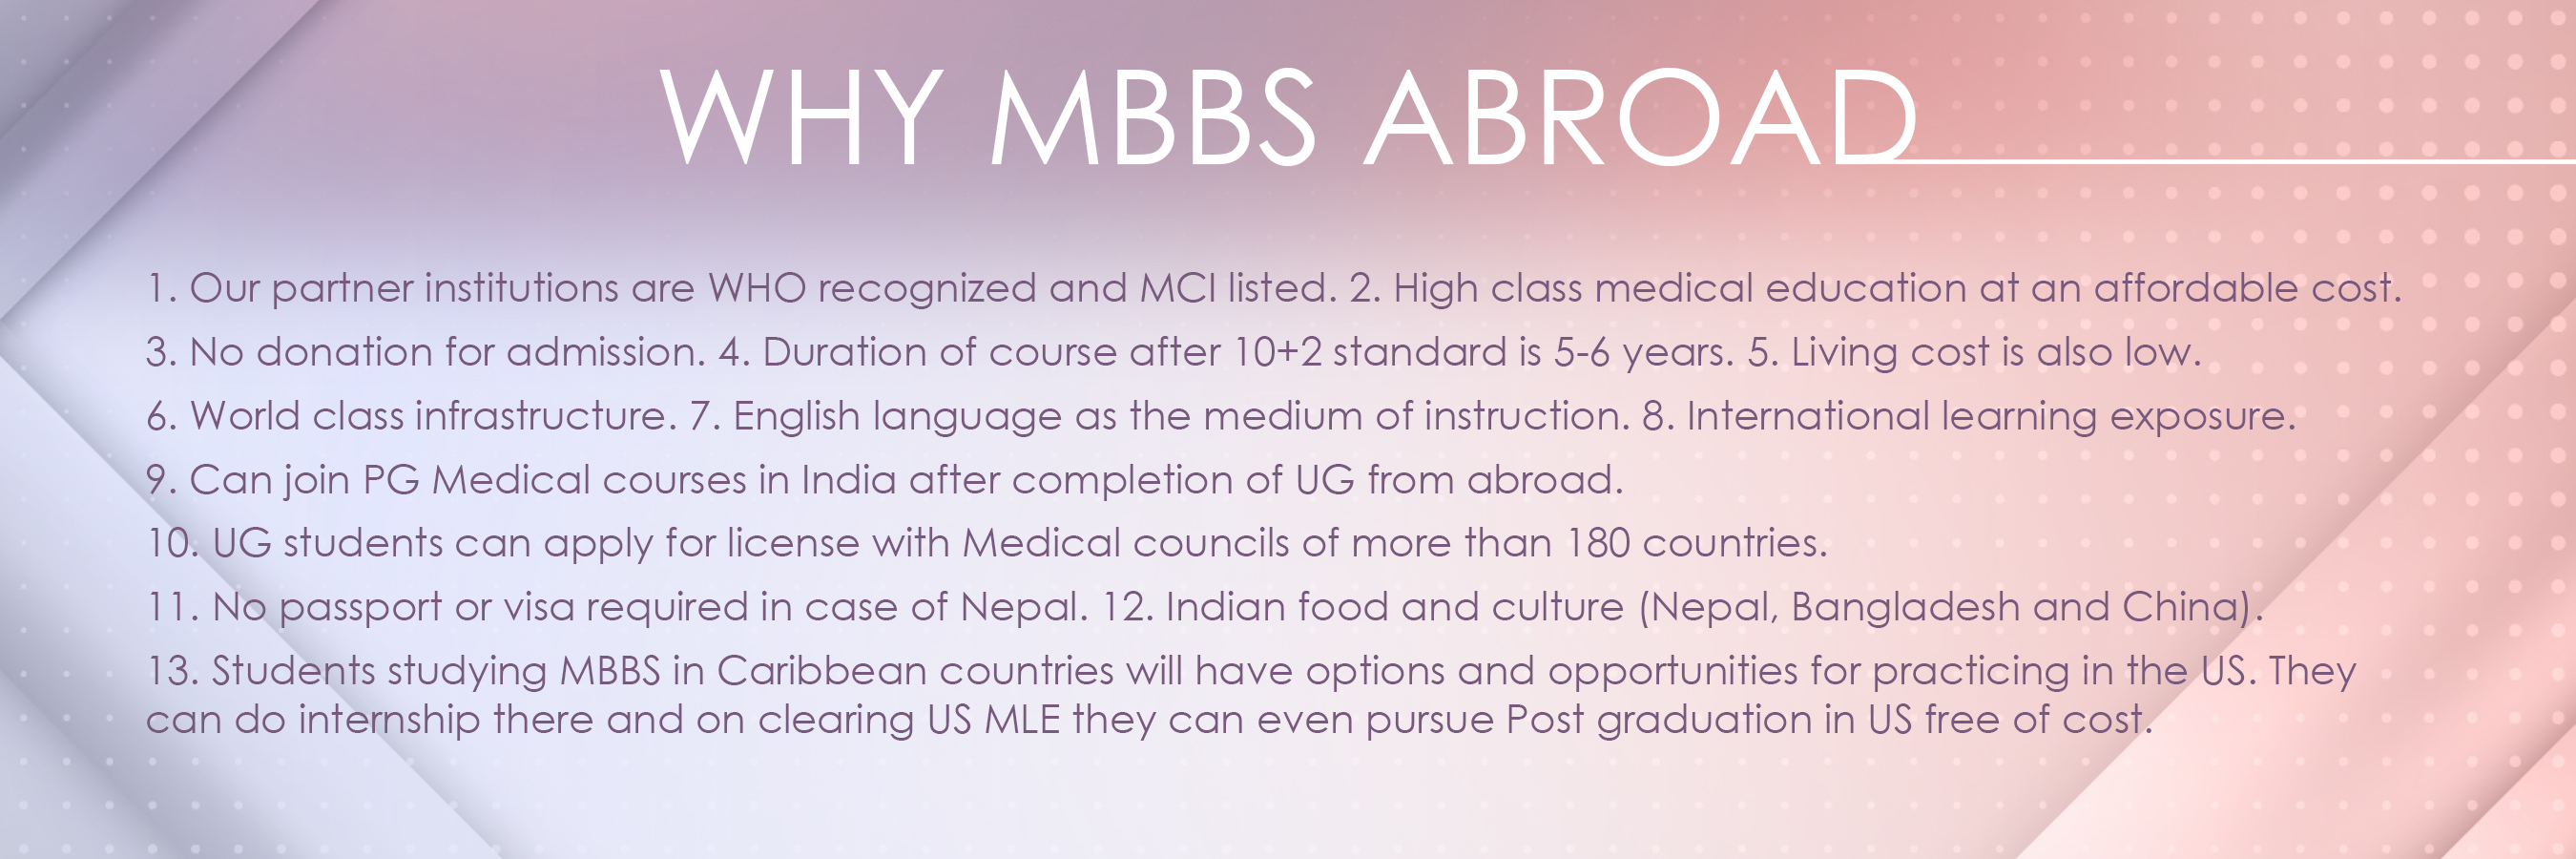 WHY MBBS ABROAD
1. Our partner institutions are WHO recognized and MCI listed. 2. High class medical education at an affordable cost.
3. No donation for admission. 4. Duration of course after 10+2 standard is 5-6 years. 5. Living cost is also low.
6. World class infrastructure. 7. English language as the medium of instruction. 8. International learning exposure.
9. Can join PG Medical courses in India after completion of UG from abroad.
10. UG students can apply for license with Medical councils of more than 180 countries.
11. No passport or visa required in case of Nepal. 12. Indian food and culture (Nepal, Bangladesh and China).
13. Students studying MBBS in Caribbean countries will have options and opportunities for practicing in the US. They
can do internship there and on clearing US MLE they can even pursue Post graduation in US free of cost.